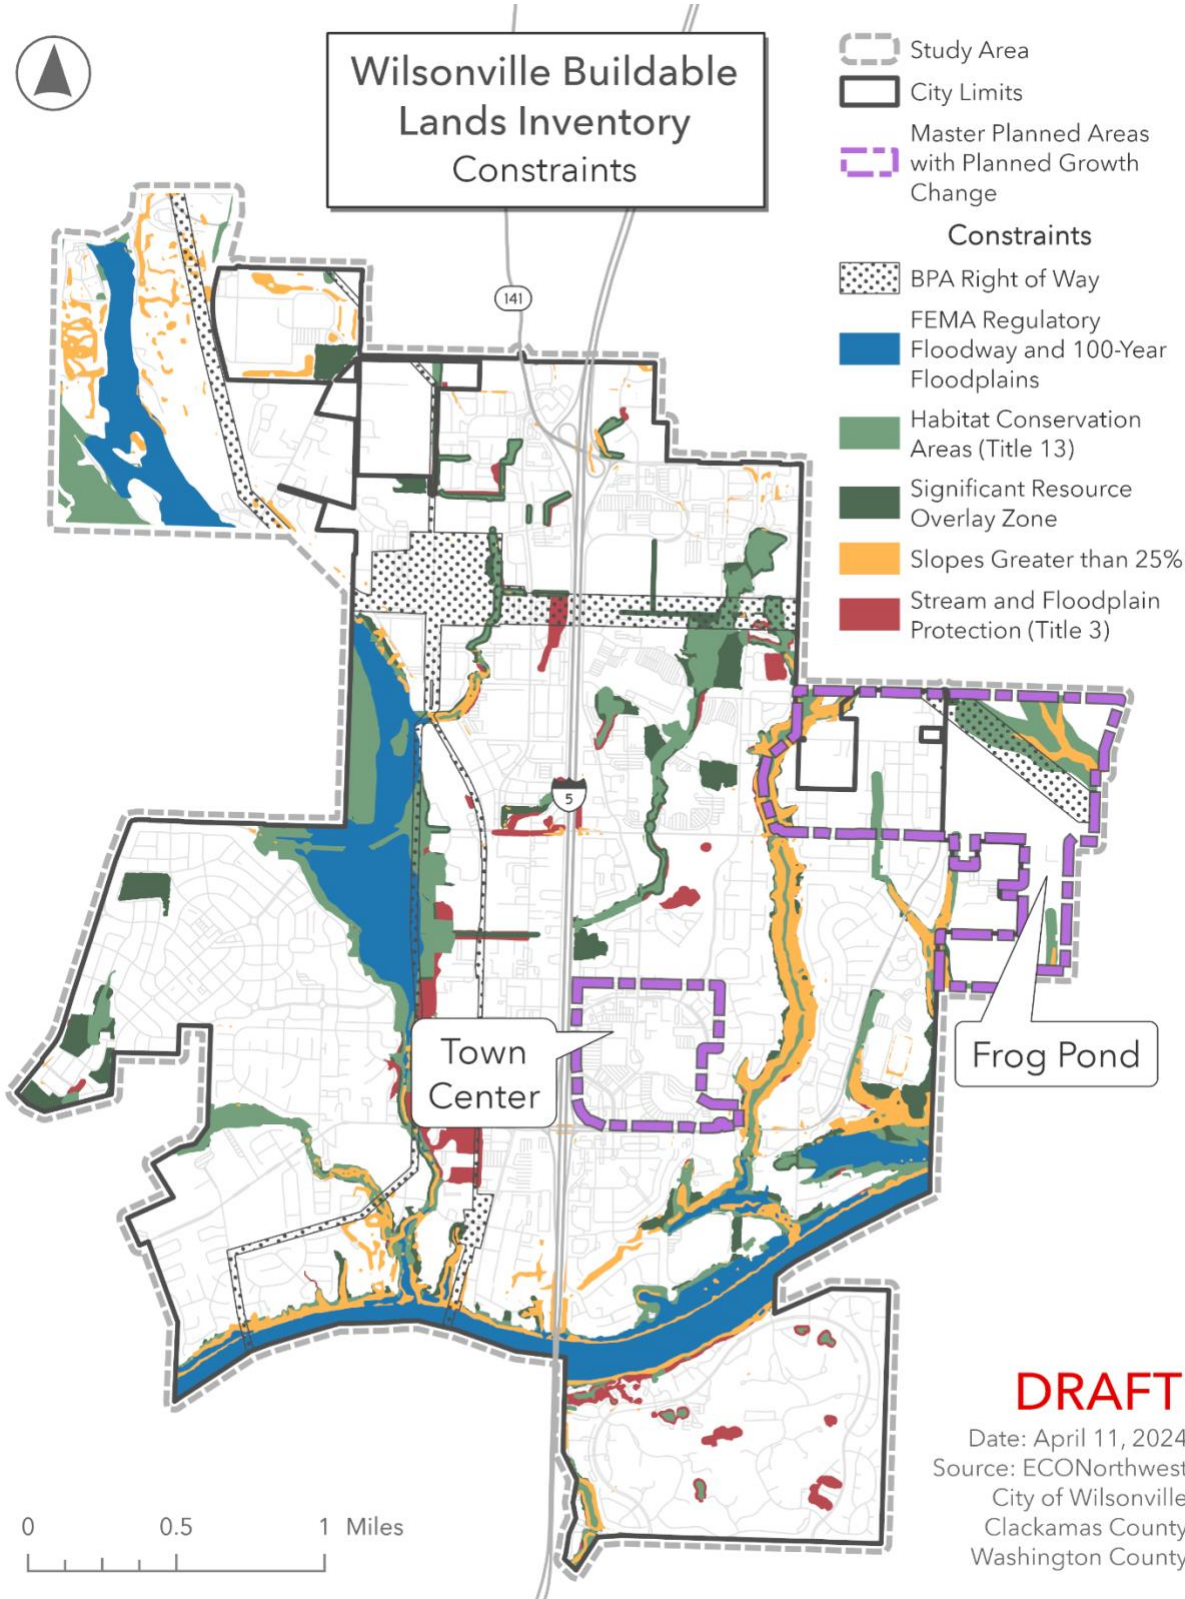 Wilsonville Buildable
Lands Inventory
Constraints
Study Area
City Limits
Master Planned Areas
with Planned Growth
Change
Constraints
BPA Right of Way
FEMA Regulatory
Floodway and 100-Year
Floodplains
Habitat Conservation
Areas (Title 13)
Significant Resource
Overlay Zone
Slopes Greater than 25%
Stream and Floodplain
Protection (Title 3)
141
5
Town
Center
Frog Pond
DRAFT
Date: April 11, 2024
Source: ECONorthwest
City of Wilsonville
Clackamas County
Washington County
0 0.5 1 Miles